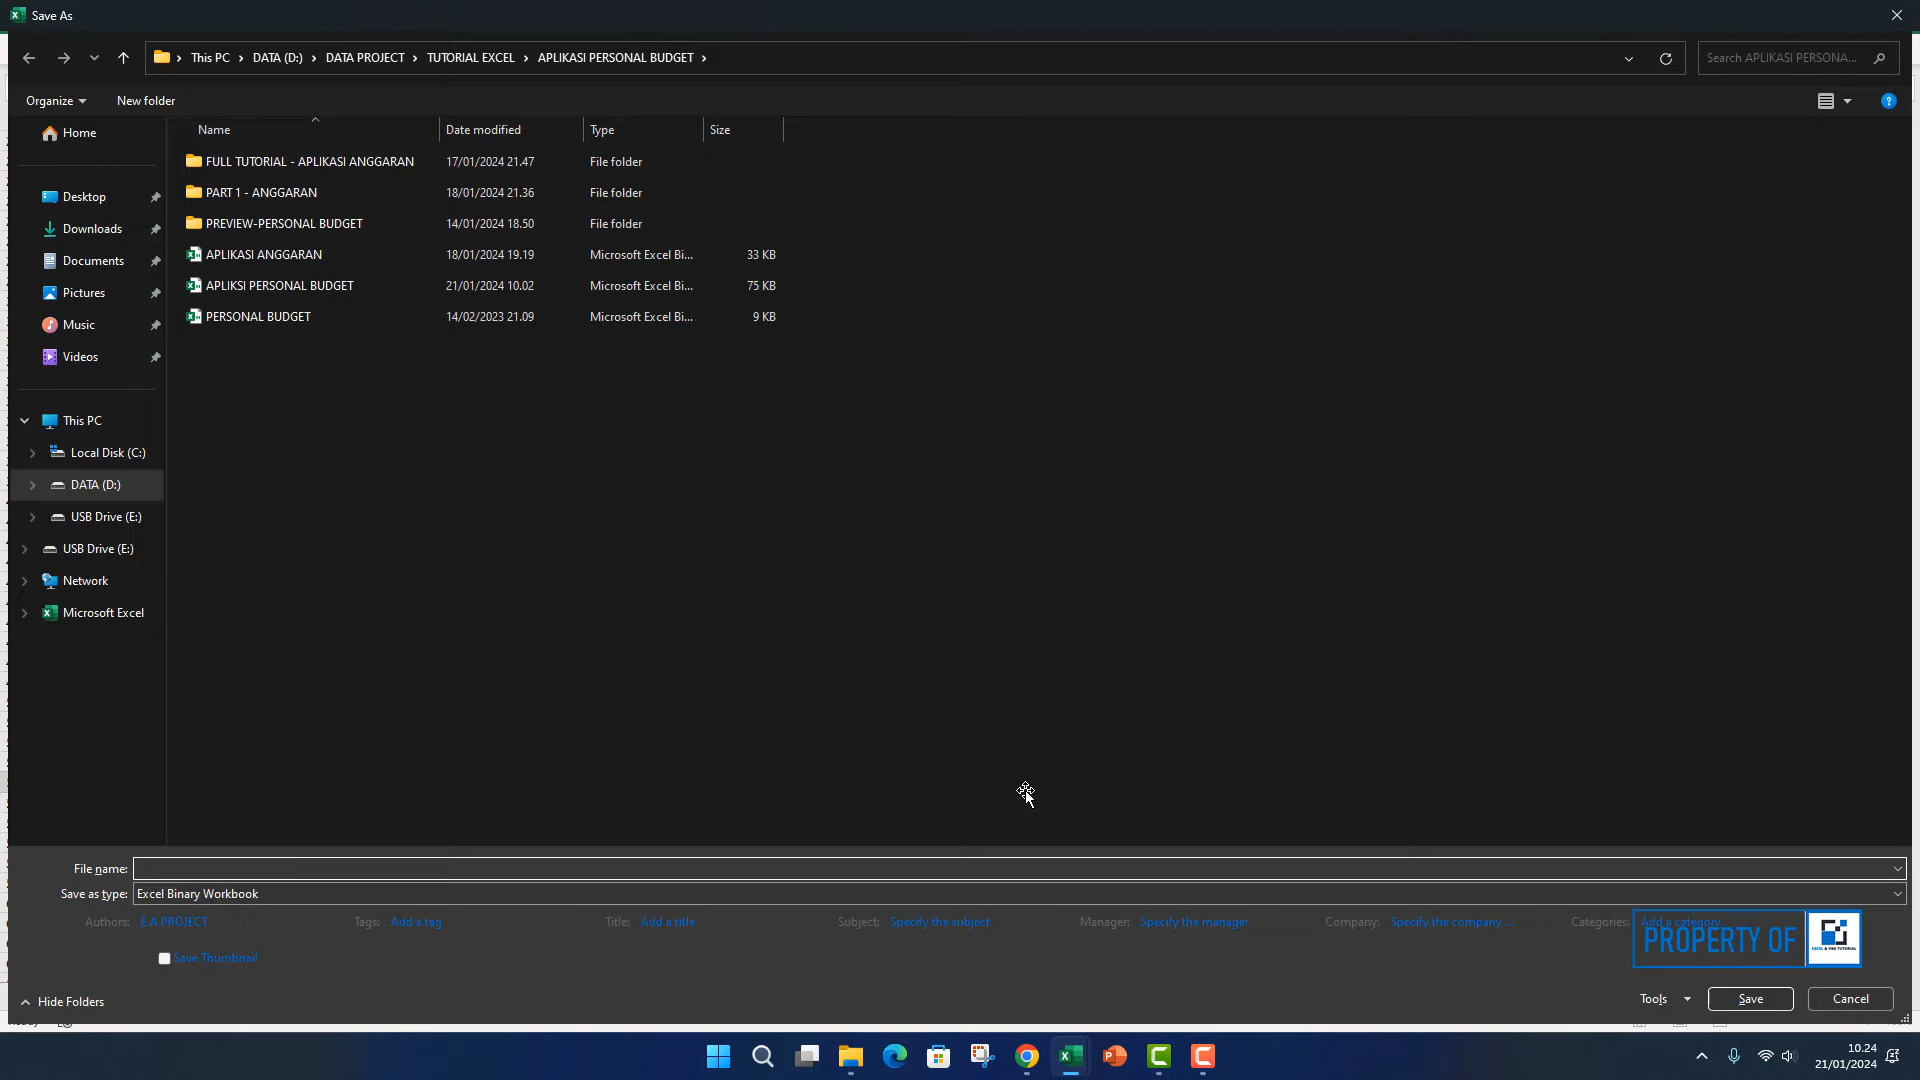 Save As
This PC > DATA (D:) > DATA PROJECT > TUTORIAL EXCEL > APLIKASI PERSONAL BUDGET >
Search APLIKASI PERSONA...
Organize
New folder
Name
Date modified
Type
Size
Home
Desktop
Downloads
Documents
Pictures
Music
Videos
This PC
Local Disk (C:)
DATA (D:)
USB Drive (E:)
USB Drive (E:)
Network
Microsoft Excel
FULL TUTORIAL - APLIKASI ANGGARAN 17/01/2024 21.47 File folder
PART 1 - ANGGARAN 18/01/2024 21.36 File folder
PREVIEW-PERSONAL BUDGET 14/01/2024 18.50 File folder
APLIKASI ANGGARAN 18/01/2024 19.19 Microsoft Excel Bi... 33 KB
APLIKSI PERSONAL BUDGET 21/01/2024 10.02 Microsoft Excel Bi... 75 KB
PERSONAL BUDGET 14/02/2023 21.09 Microsoft Excel Bi... 9 KB
File name:
Save as type: Excel Binary Workbook
Authors: E.A PROJECT Tags: Add a tag Title: Add a title Subject: Specify the subject Manager: Specify the manager Company: Specify the company ... Categories: Add a category
PROPERTY OF
EXCEL & VBA TUTORIAL
Save Thumbnail
Hide Folders
Tools
Save
Cancel
10.24
21/01/2024